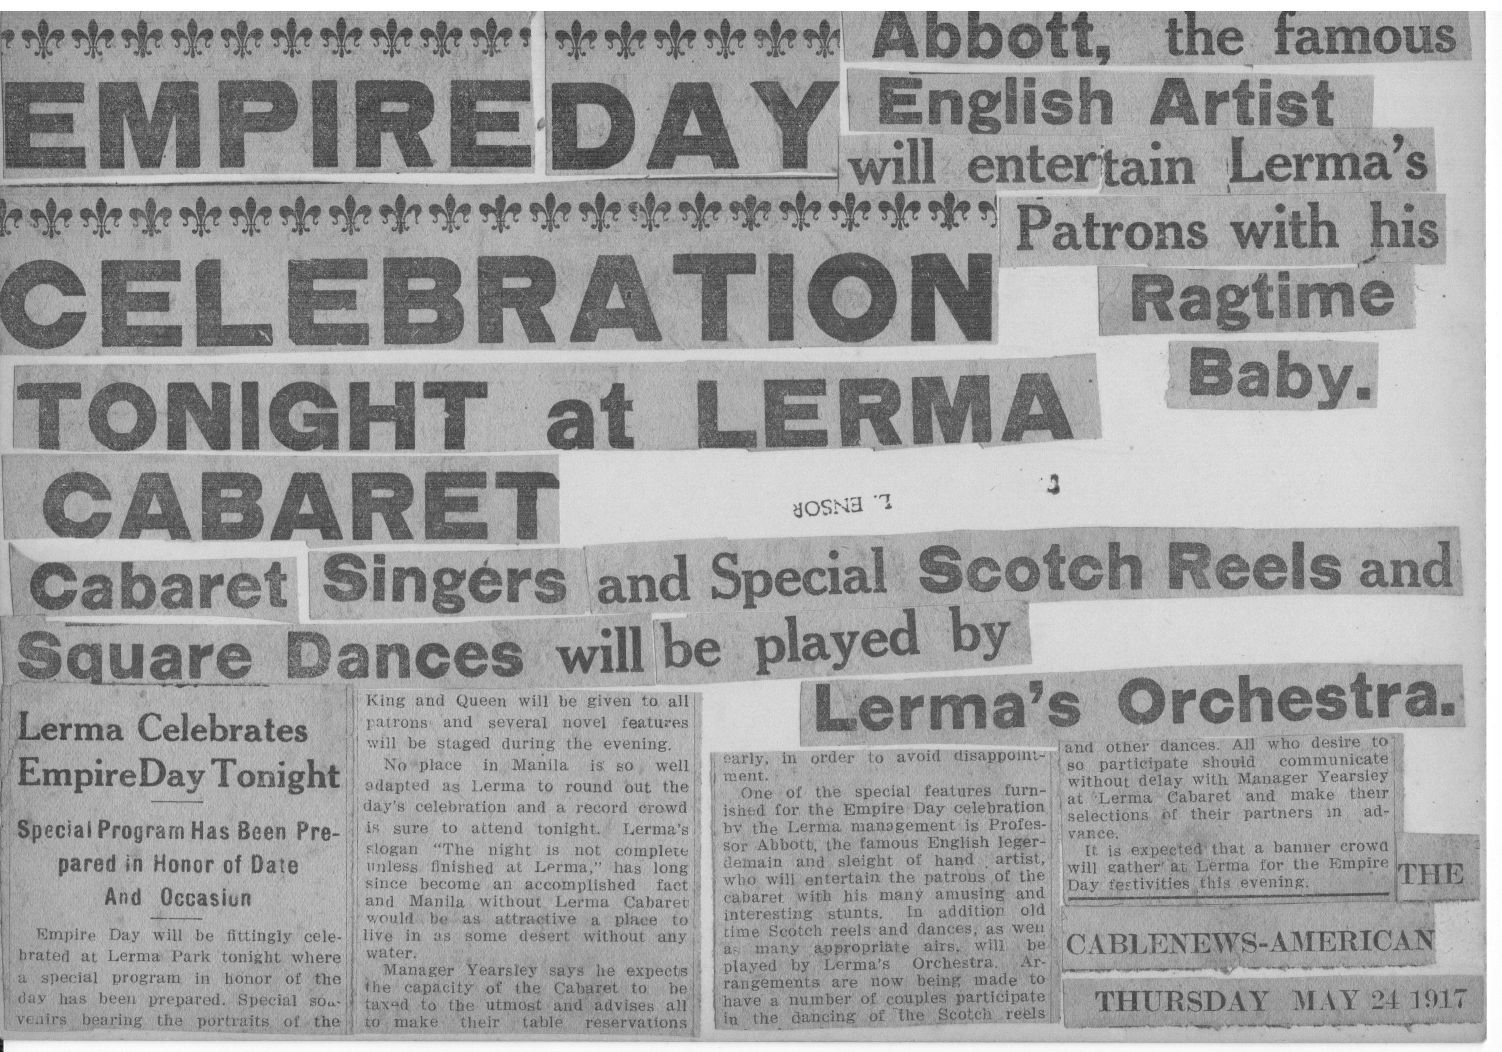 EMPIRE DAY
CELEBRATION
TONIGHT at LERMA
CABARET
Abbott, the famous
English Artist
will entertain Lerma's
Patrons with his
Ragtime
Baby.
L. ENSOR
Cabaret Singers and Special Scotch Reels and
Square Dances will be played by
Lerma's Orchestra.
Lerma Celebrates
Empire Day Tonight
Special Program Has Been Pre-
pared in Honor of Date
And Occasion
Empire Day will be fittingly cele-
brated at Lerma Park tonight where
a special program in honor of the
day has been prepared. Special sou-
venirs bearing the portraits of the
King and Queen will be given to all
patrons and several novel features
will be staged during the evening.
No place in Manila is so well
adapted as Lerma to round out the
day's celebration and a record crowd
is sure to attend tonight. Lerma's
slogan "The night is not complete
unless finished at Lerma," has long
since become an accomplished fact
and Manila without Lerma Cabaret
would be as attractive a place to
live in as some desert without any
water.
Manager Yearsley says he expects
the capacity of the Cabaret to be
taxed to the utmost and advises all
to make their table reservations
early, in order to avoid disappoint-
ment.
One of the special features furn-
ished for the Empire Day celebration
by the Lerma management is Profes-
sor Abbott, the famous English leger-
demain and sleight of hand artist,
who will entertain the patrons of the
cabaret with his many amusing and
interesting stunts. In addition old
time Scotch reels and dances, as well
as many appropriate airs, will be
played by Lerma's Orchestra. Ar-
rangements are now being made to
have a number of couples participate
in the dancing of the Scotch reels
and other dances. All who desire to
so participate should communicate
without delay with Manager Yearsley
at Lerma Cabaret and make their
selections of their partners in ad-
vance.
It is expected that a banner crowd
will gather at Lerma for the Empire
Day festivities this evening.
THE
CABLENEWS-AMERICAN
THURSDAY MAY 24 1917